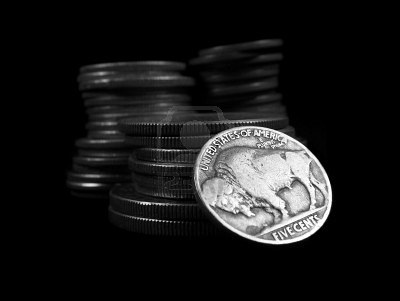 UNITED STATES OF AMERICA
FIVE CENTS